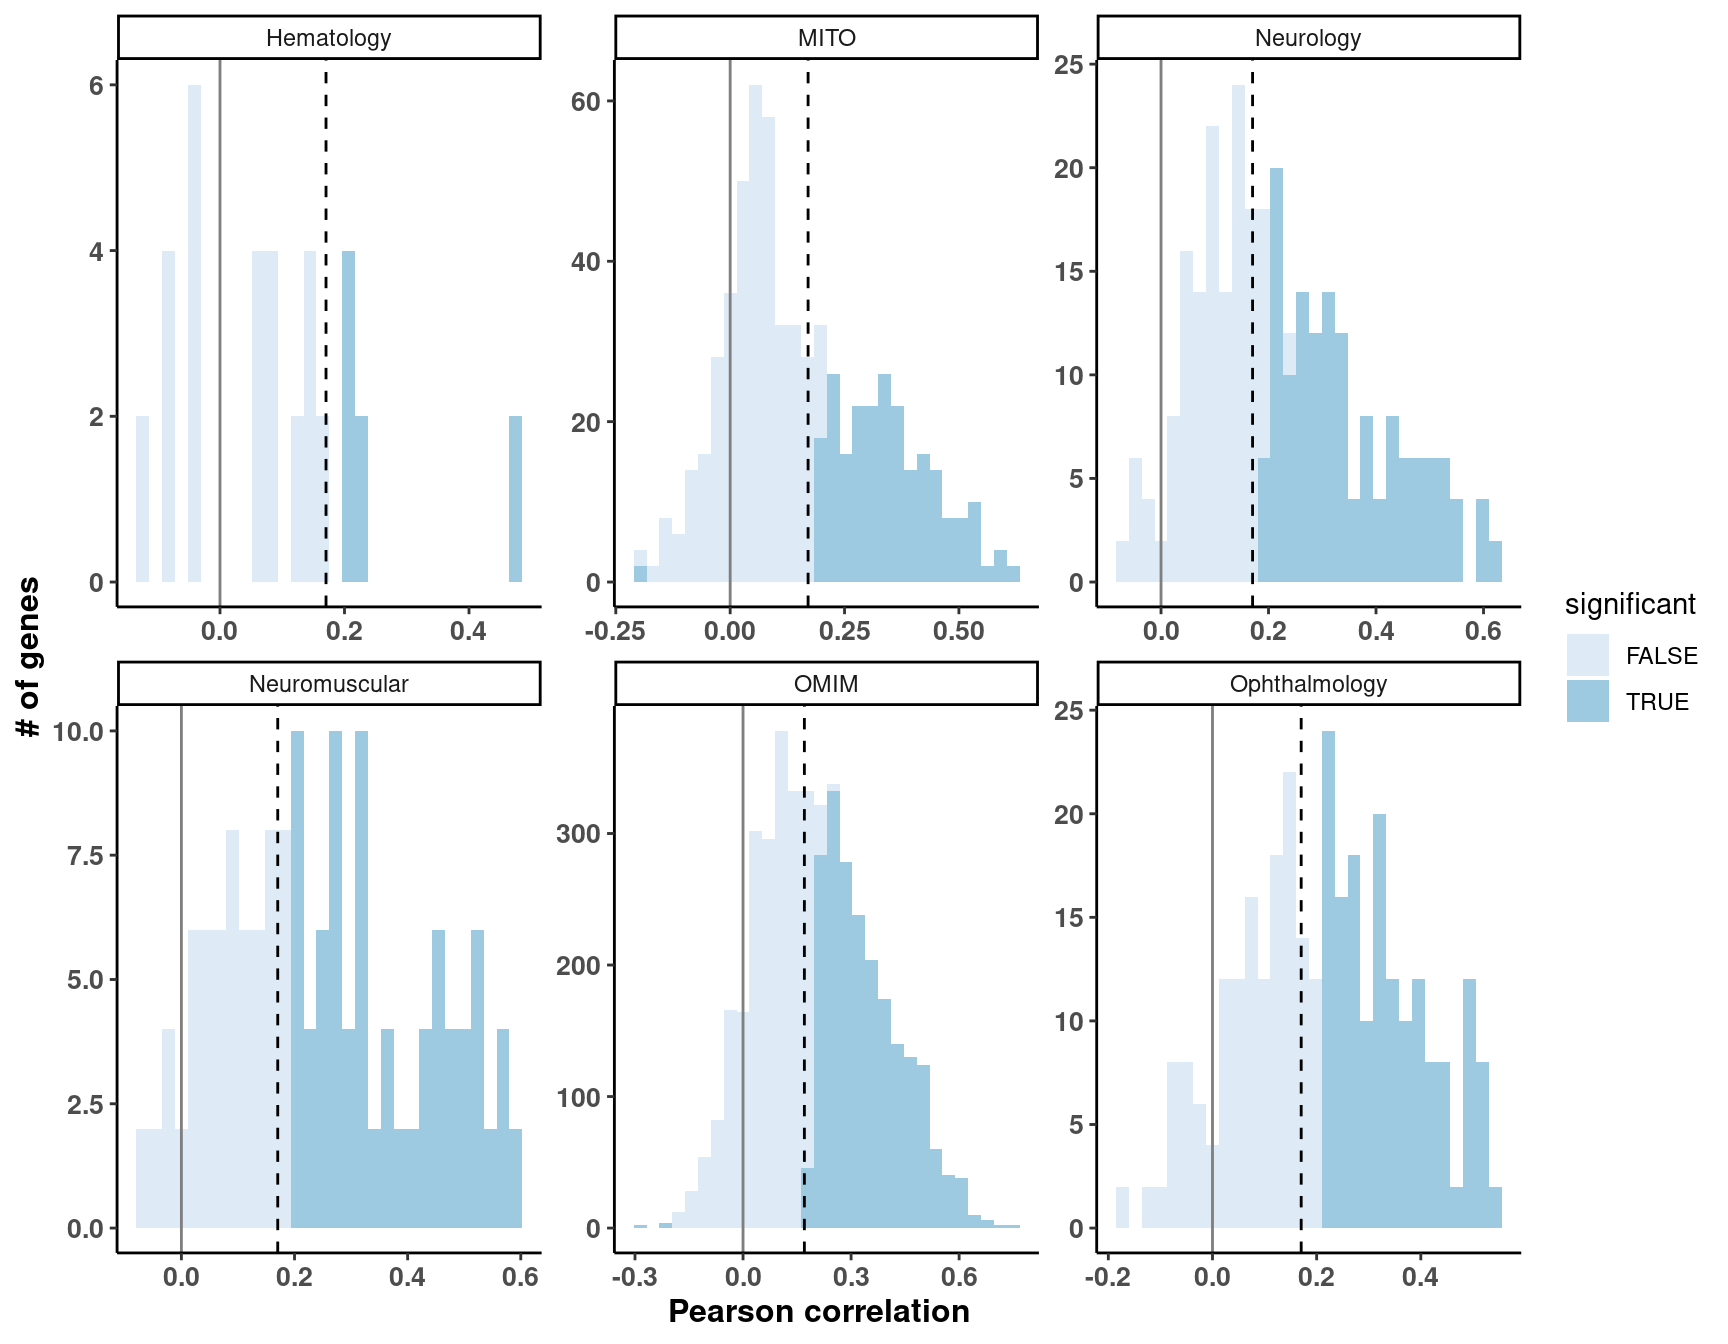 Hematology
MITO
Neurology
6
4
2
0
0.0 0.2 0.4
60
40
20
0
-0.25 0.00 0.25 0.50
25
20
15
10
5
0
0.0 0.2 0.4 0.6
# of genes
Neuromuscular
OMIM
Ophthalmology
10.0
7.5
5.0
2.5
0.0
0.0 0.2 0.4 0.6
300
200
100
0
-0.3 0.0 0.3 0.6
25
20
15
10
5
0
-0.2 0.0 0.2 0.4
Pearson correlation
significant
FALSE
TRUE